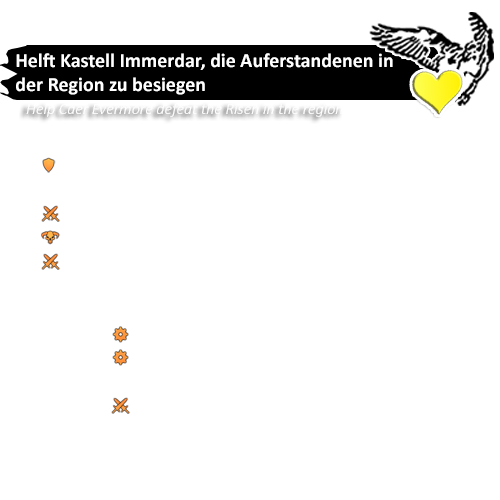 Helft Kastell Immerdar, die Auferstandenen in
der Region zu besiegen
Help Caer Evermore defeat the Risen in the region